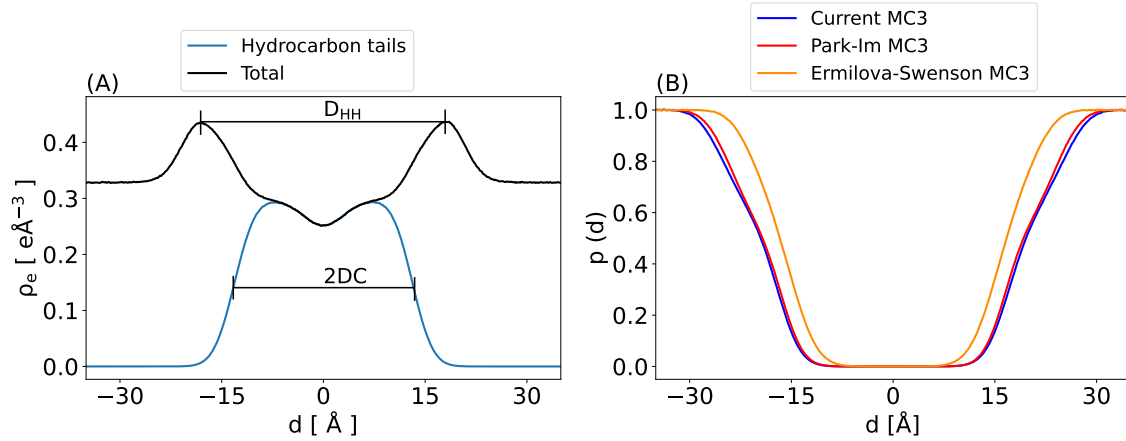 Hydrocarbon tails
Total
(A)
D_HH
2DC
0.4
0.3
0.2
0.1
0.0
ρₑ [ eÅ⁻³ ]
−30 −15 0 15 30
d [ Å ]
Current MC3
Park-Im MC3
Ermilova-Swenson MC3
(B)
1.0
0.8
0.6
0.4
0.2
0.0
p (d)
−30 −15 0 15 30
d [Å]